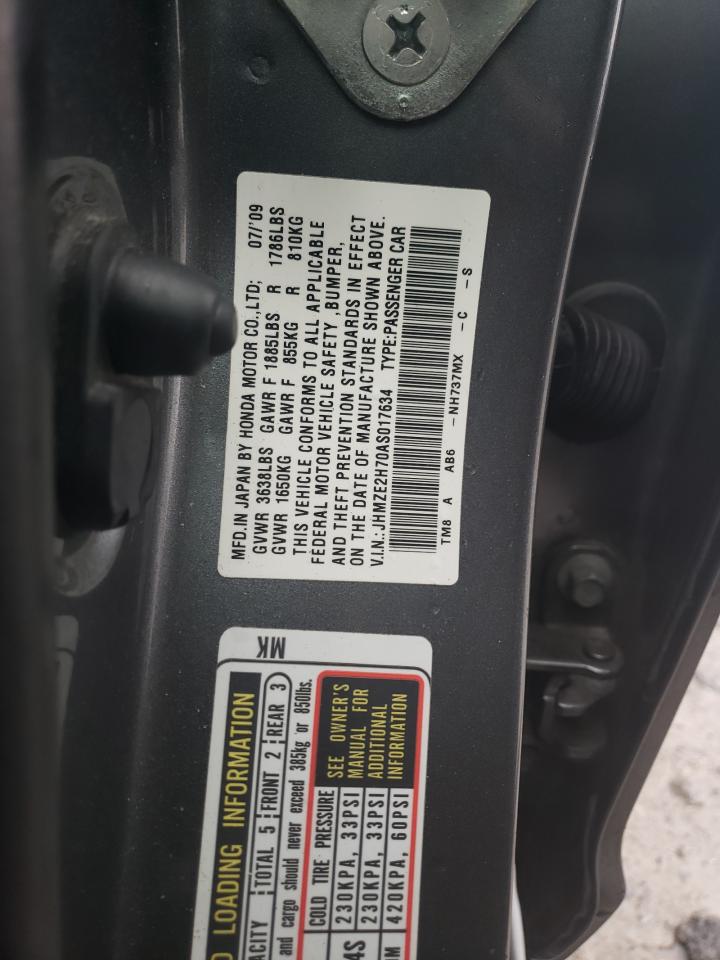 MFD.IN JAPAN BY HONDA MOTOR CO.,LTD; 07/'09
GVWR 3638LBS GAWR F 1885LBS R 1786LBS
GVWR 1650KG GAWR F 855KG R 810KG
THIS VEHICLE CONFORMS TO ALL APPLICABLE
FEDERAL MOTOR VEHICLE SAFETY ,BUMPER,
AND THEFT PREVENTION STANDARDS IN EFFECT
ON THE DATE OF MANUFACTURE SHOWN ABOVE.
V.I.N.:JHMZE2H70AS017634 TYPE:PASSENGER CAR
TM8 A AB6 -NH737MX -C -S
MK
LOADING INFORMATION
TOTAL 5 FRONT 2 REAR 3
and cargo should never exceed 385kg or 850lbs.
COLD TIRE PRESSURE
230KPA, 33PSI
230KPA, 33PSI
420KPA, 60PSI
SEE OWNER'S
MANUAL FOR
ADDITIONAL
INFORMATION